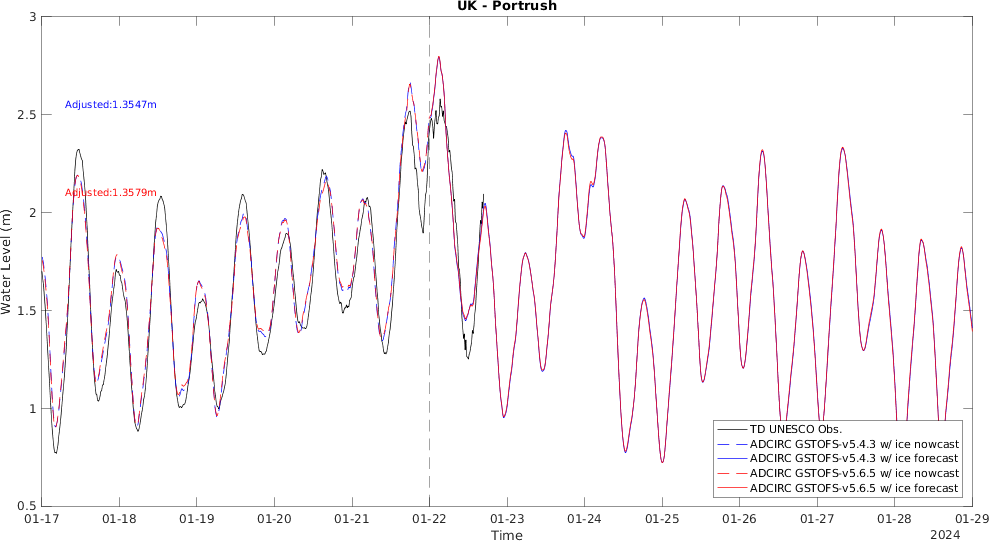 UK - Portrush
3
2.5
2
1.5
1
0.5
Water Level (m)
Adjusted:1.3547m
Adjusted:1.3579m
TD UNESCO Obs.
ADCIRC GSTOFS-v5.4.3 w/ ice nowcast
ADCIRC GSTOFS-v5.4.3 w/ ice forecast
ADCIRC GSTOFS-v5.6.5 w/ ice nowcast
ADCIRC GSTOFS-v5.6.5 w/ ice forecast
01-17 01-18 01-19 01-20 01-21 01-22 01-23 01-24 01-25 01-26 01-27 01-28 01-29
Time
2024